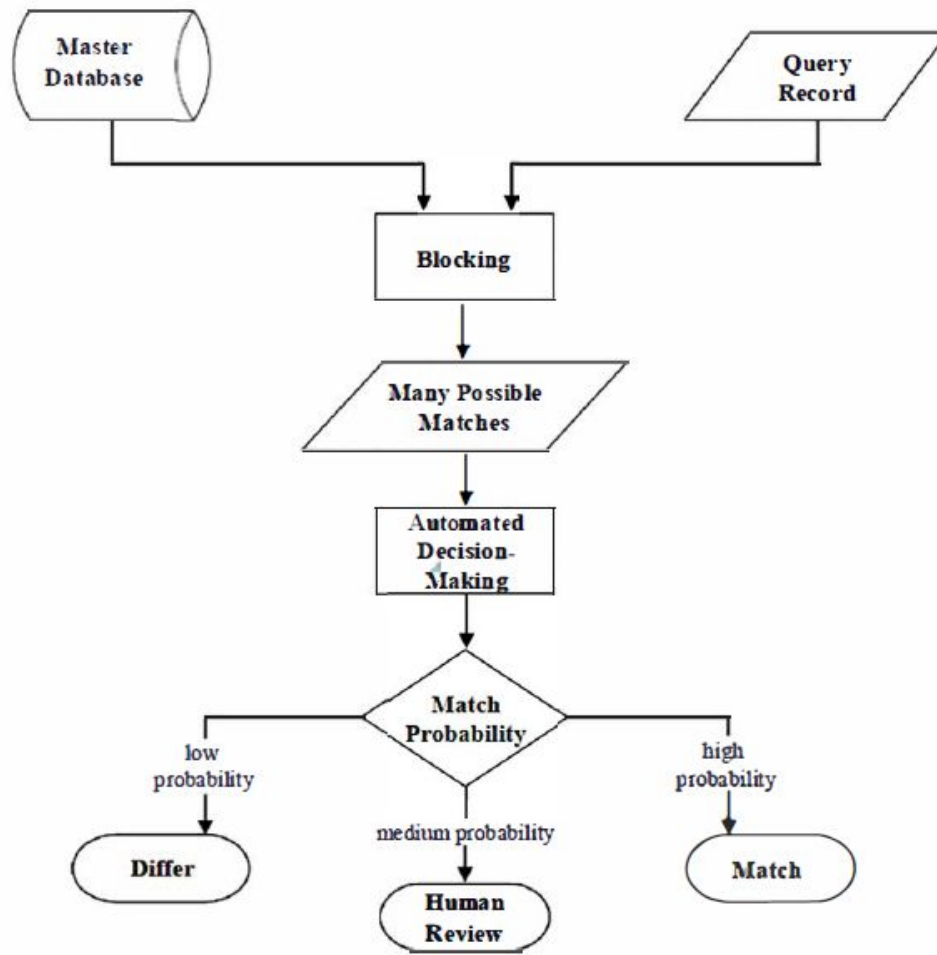 Master
Database
Query
Record
Blocking
Many Possible
Matches
Automated
Decision-
Making
Match
Probability
low
probability
high
probability
medium probability
Differ
Match
Human
Review